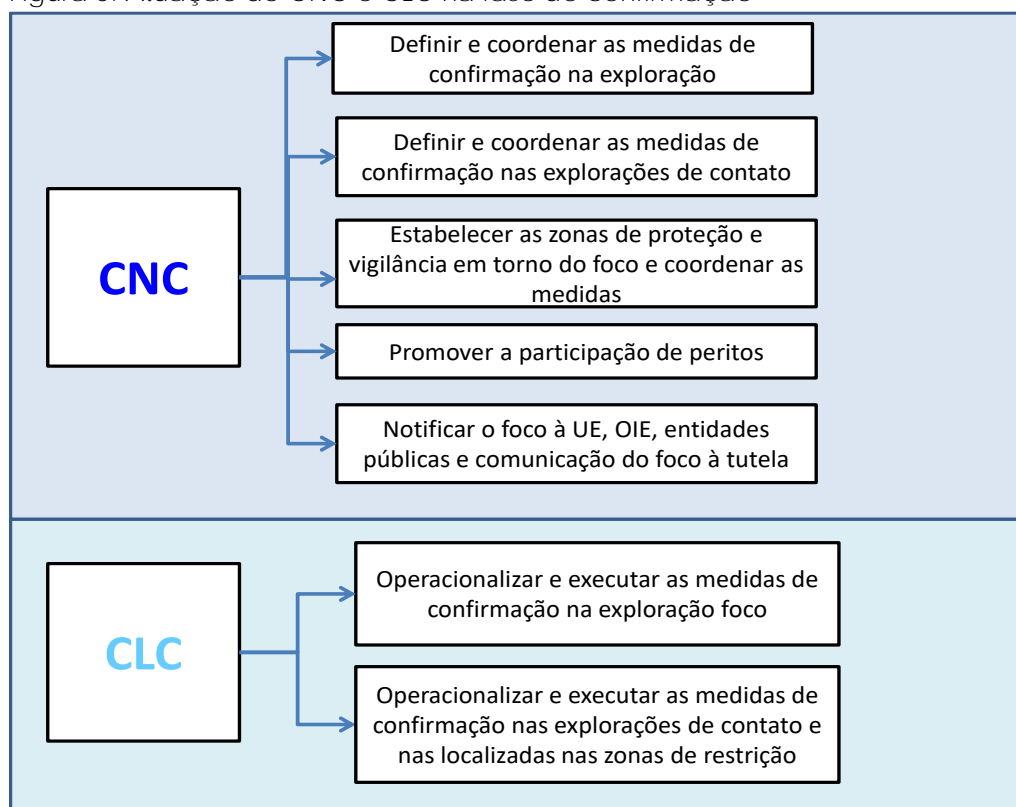 Definir e coordenar as medidas de
confirmação na exploração
Definir e coordenar as medidas de
confirmação nas explorações de contato
CNC
Estabelecer as zonas de proteção e
vigilância em torno do foco e coordenar as
medidas
Promover a participação de peritos
Notificar o foco à UE, OIE, entidades
públicas e comunicação do foco à tutela
CLC
Operacionalizar e executar as medidas de
confirmação na exploração foco
Operacionalizar e executar as medidas de
confirmação nas explorações de contato e
nas localizadas nas zonas de restrição